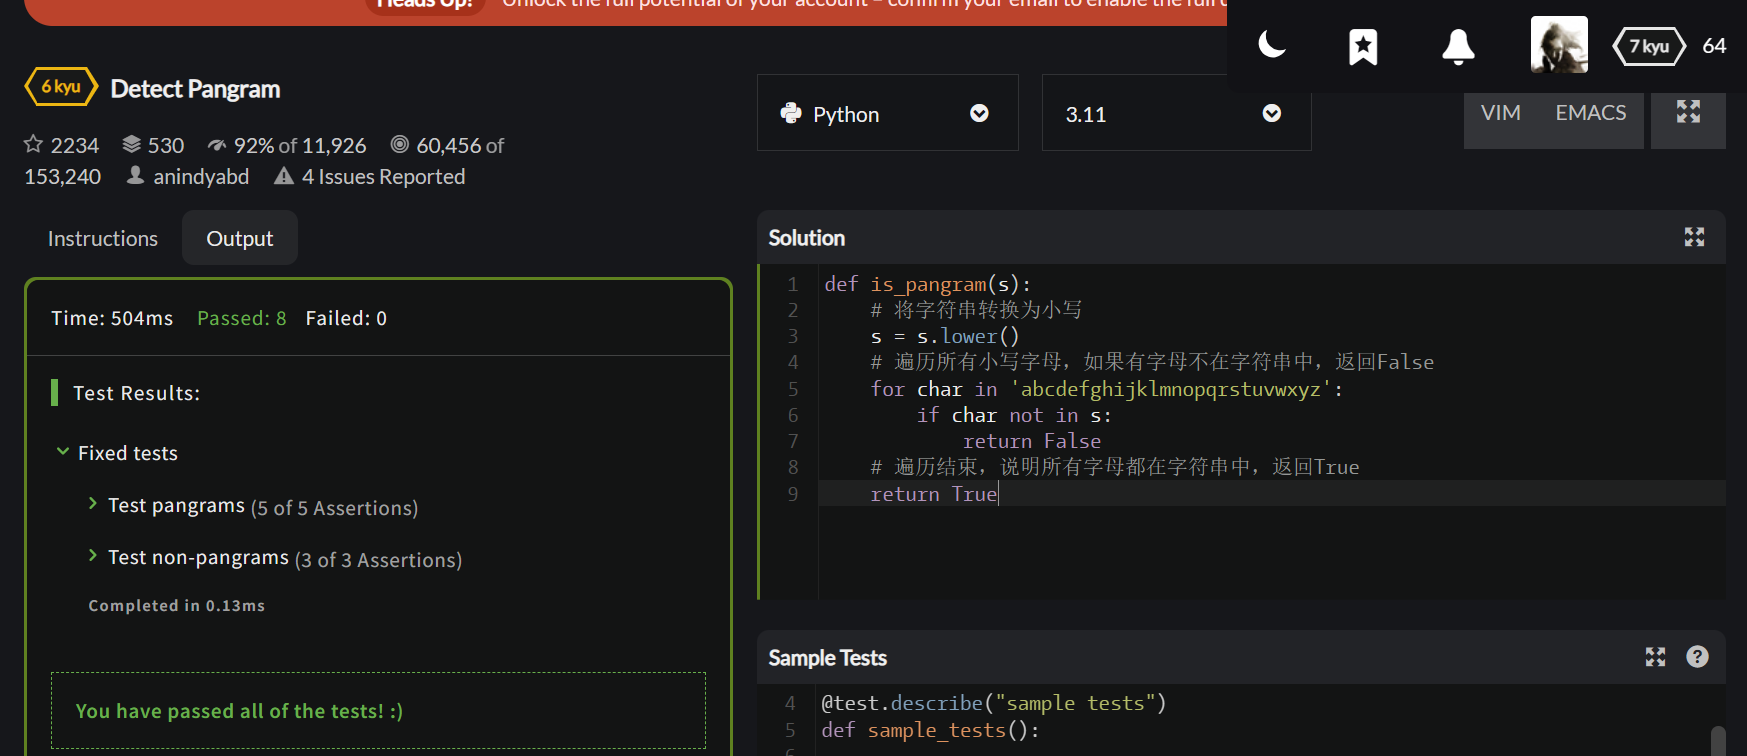 Heads Up! Unlock the full potential of your account – confirm your email to enable the full
7 kyu 64
6 kyu Detect Pangram
Python
3.11
VIM EMACS
2234 530 92% of 11,926 60,456 of
153,240 anindyabd 4 Issues Reported
Instructions Output
Time: 504ms Passed: 8 Failed: 0
Test Results:
Fixed tests
Test pangrams (5 of 5 Assertions)
Test non-pangrams (3 of 3 Assertions)
Completed in 0.13ms
You have passed all of the tests! :)
Solution
1 def is_pangram(s):
2 # 将字符串转换为小写
3 s = s.lower()
4 # 遍历所有小写字母，如果有字母不在字符串中，返回False
5 for char in 'abcdefghijklmnopqrstuvwxyz':
6 if char not in s:
7 return False
8 # 遍历结束，说明所有字母都在字符串中，返回True
9 return True
Sample Tests
4 @test.describe("sample tests")
5 def sample_tests():